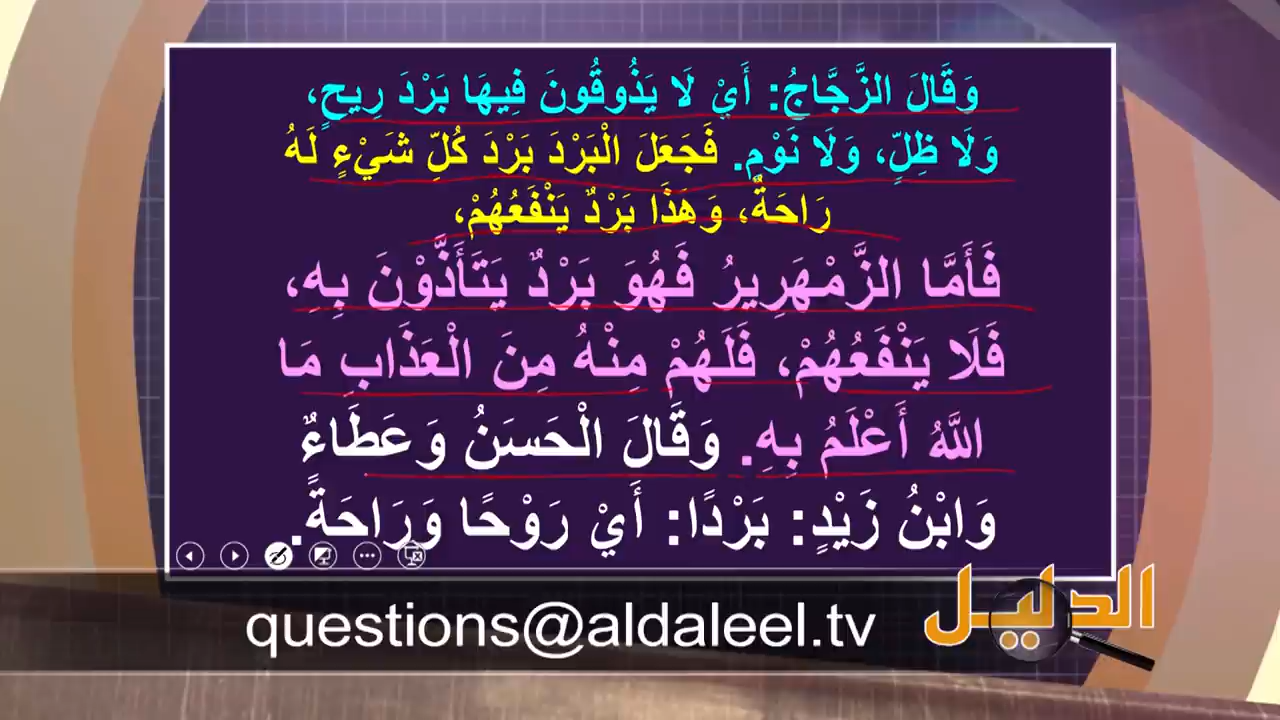 وَقَالَ الزَّجَّاجُ: أَيْ لَا يَذُوقُونَ فِيهَا بَرْدَ رِيحٍ،
وَلَا ظِلٍّ، وَلَا نَوْمٍ. فَجَعَلَ الْبَرْدَ بَرْدَ كُلِّ شَيْءٍ لَهُ
رَاحَةٌ، وَهَذَا بَرْدٌ يَنْفَعُهُمْ،
فَأَمَّا الزَّمْهَرِيرُ فَهُوَ بَرْدٌ يَتَأَذَّوْنَ بِهِ،
فَلَا يَنْفَعُهُمْ، فَلَهُمْ مِنْهُ مِنَ الْعَذَابِ مَا
اللَّهُ أَعْلَمُ بِهِ. وَقَالَ الْحَسَنُ وَعَطَاءٌ
وَابْنُ زَيْدٍ: بَرْدًا: أَيْ رَوْحًا وَرَاحَةً.
الدليل
questions@aldaleel.tv